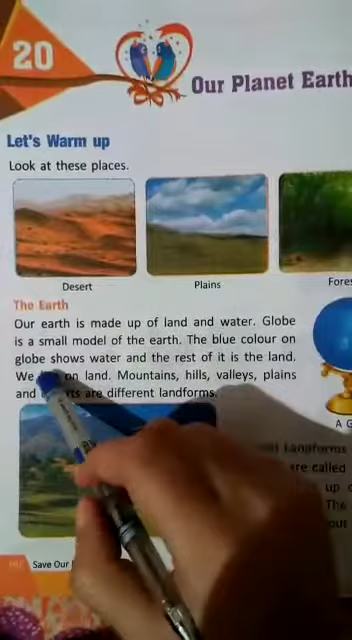 20
Our Planet Earth
Let's Warm up
Look at these places.
Desert
Plains
The Earth
Our earth is made up of land and water. Globe
is a small model of the earth. The blue colour on
globe shows water and the rest of it is the land.
We on land. Mountains, hills, valleys, plains
and are different landforms.
A G
Landforms
are called
up
The
out
Save Our